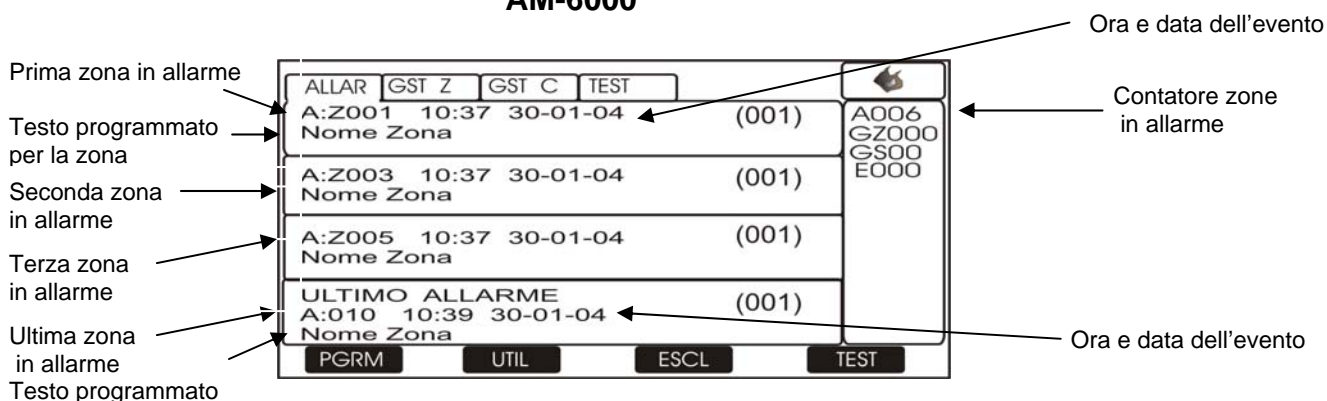 AM-6000
Ora e data dell'evento
Prima zona in allarme
Testo programmato
per la zona
Seconda zona
in allarme
Terza zona
in allarme
Ultima zona
in allarme
Testo programmato
ALLAR GST Z GST C TEST
A:Z001 10:37 30-01-04 (001)
Nome Zona
A:Z003 10:37 30-01-04 (001)
Nome Zona
A:Z005 10:37 30-01-04 (001)
Nome Zona
ULTIMO ALLARME
A:010 10:39 30-01-04 (001)
Nome Zona
PGRM UTIL ESCL TEST
A006
GZ000
GS00
E000
Contatore zone
in allarme
Ora e data dell'evento